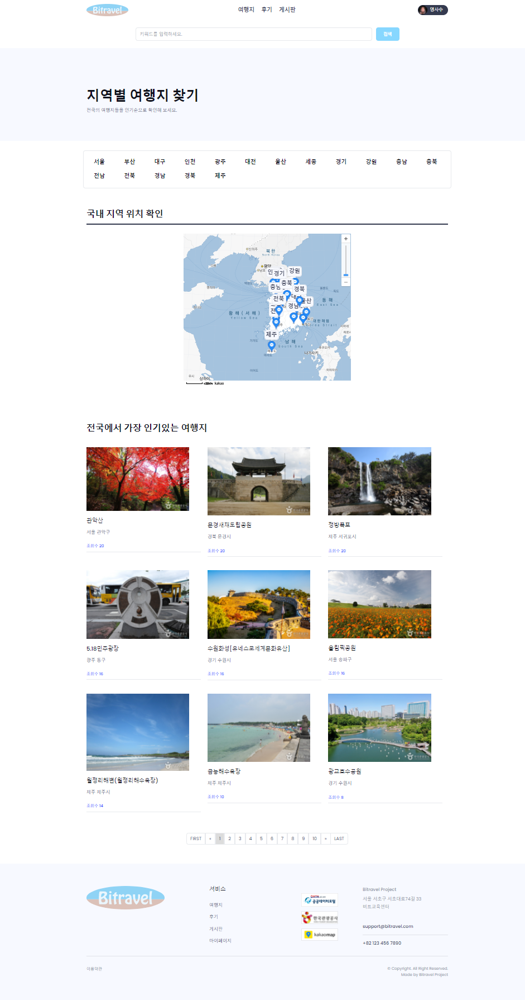 Bitravel
여행지 후기 게시판
명사수
키워드를 입력하세요.
검색
지역별 여행지 찾기
전국의 여행지들을 인기순으로 확인해 보세요.
서울 부산 대구 인천 광주 대전 울산 세종 경기 강원 충남 충북
전남 전북 경남 경북 제주
국내 지역 위치 확인
신의주
북한
North Korea
평양
강원
경기
충북
충남
경북
전북
울산
경남
동해
East Sea
황해(서해)
Yellow Sea
대한해협
제주
남해
South Sea
나가사키
상하이
kakao
전국에서 가장 인기있는 여행지
관악산
서울 관악구
조회수 20
문경새재도립공원
경북 문경시
조회수 20
정방폭포
제주 서귀포시
조회수 20
5.18민주광장
광주 동구
조회수 16
수원화성[유네스코세계문화유산]
경기 수원시
조회수 16
올림픽공원
서울 송파구
조회수 16
월정리해변(월정리해수욕장)
제주 제주시
조회수 14
금능해수욕장
제주 제주시
조회수 10
광교호수공원
경기 수원시
조회수 8
FIRST « 1 2 3 4 5 6 7 8 9 10 » LAST
Bitravel
서비스
여행지
후기
게시판
마이페이지
DATA.go.kr
공공데이터포털
한국관광공사
kakaomap
Bitravel Project
서울 서초구 서초대로74길 33
비트교육센터
support@bitravel.com
+82 123 456 7890
이용약관
© Copyright. All Right Reserved.
Made by Bitravel Project